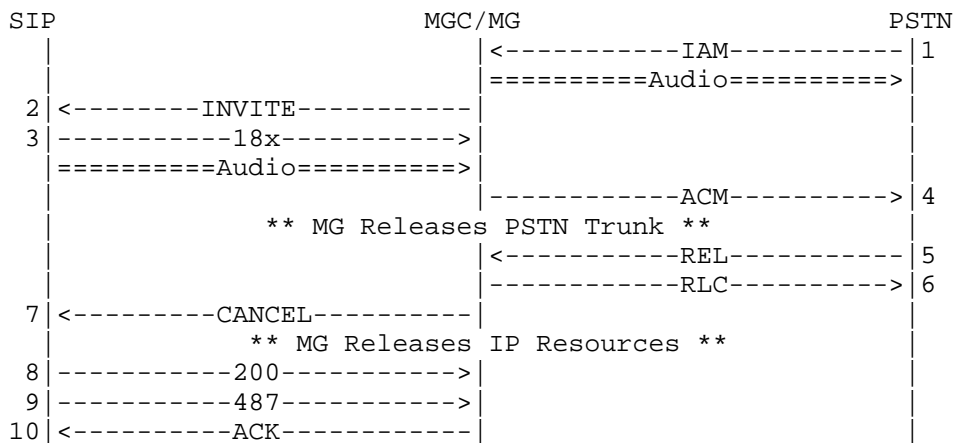 SIP                       MGC/MG                       PSTN
 |                          |<-----------IAM-----------|1
 |                          |==========Audio==========>|
2|<--------INVITE-----------|                          |
3|-----------18x----------->|                          |
 |==========Audio==========>|                          |
 |                          |------------ACM---------->|4
 |             ** MG Releases PSTN Trunk **            |
 |                          |<-----------REL-----------|5
 |                          |------------RLC---------->|6
7|<---------CANCEL----------|                          |
 |            ** MG Releases IP Resources **           |
8|-----------200----------->|                          |
9|-----------487----------->|                          |
10|<----------ACK------------|                          |